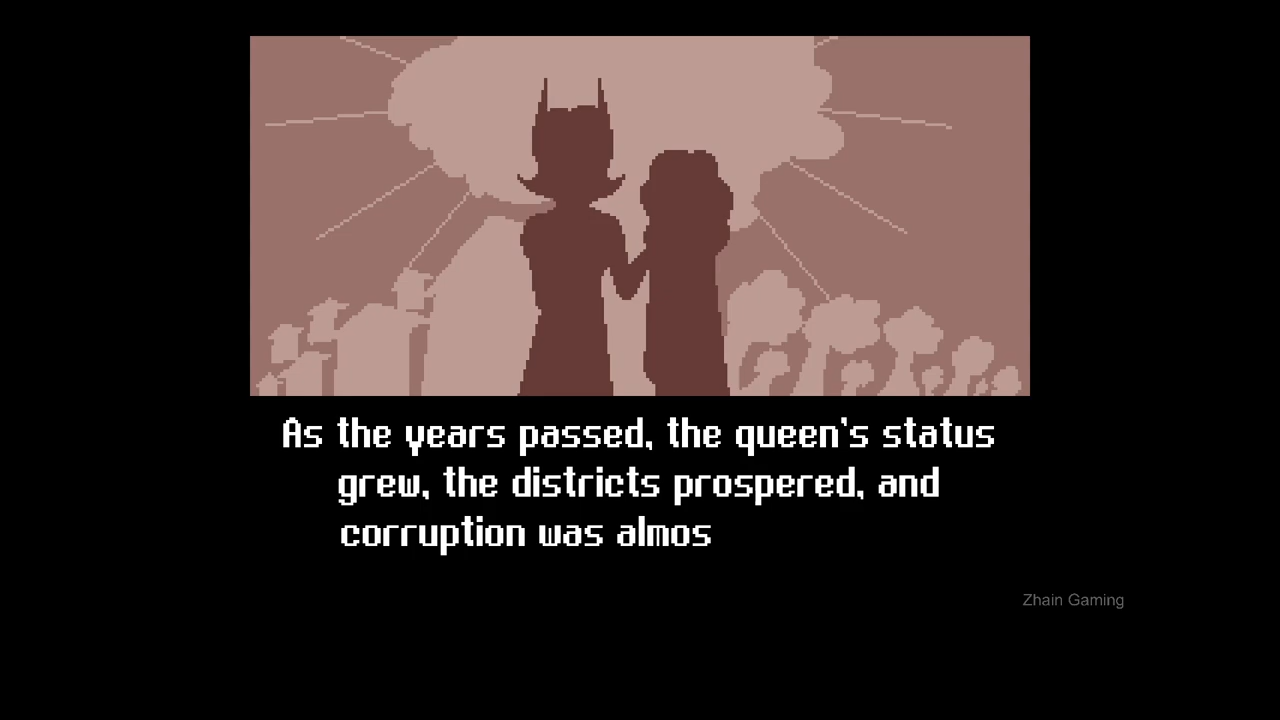 As the years passed, the queen's status
grew, the districts prospered, and
corruption was almos
Zhain Gaming